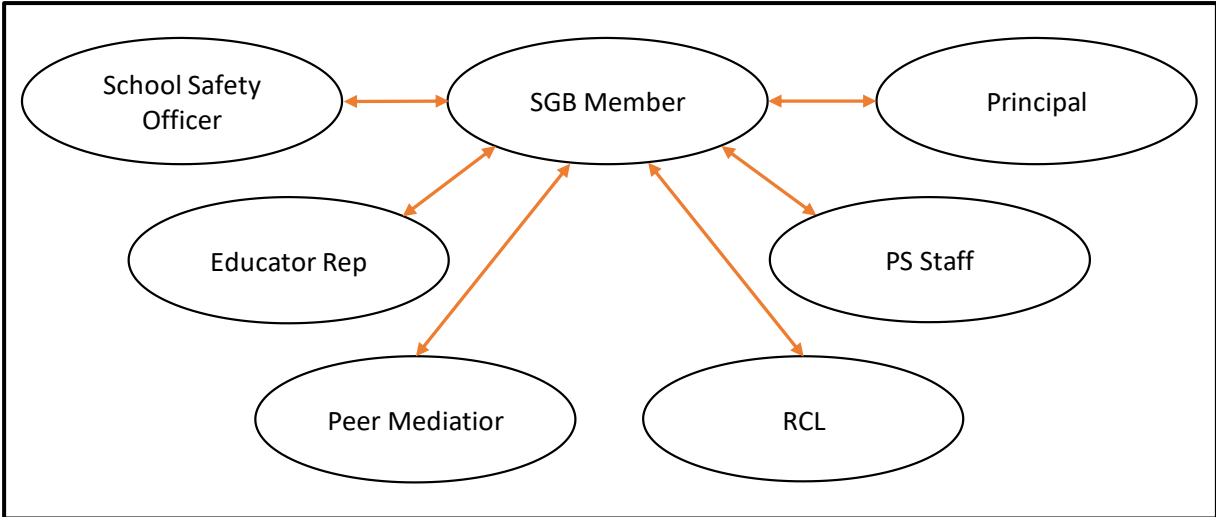 School Safety
Officer
SGB Member
Principal
Educator Rep
PS Staff
Peer Mediatior
RCL